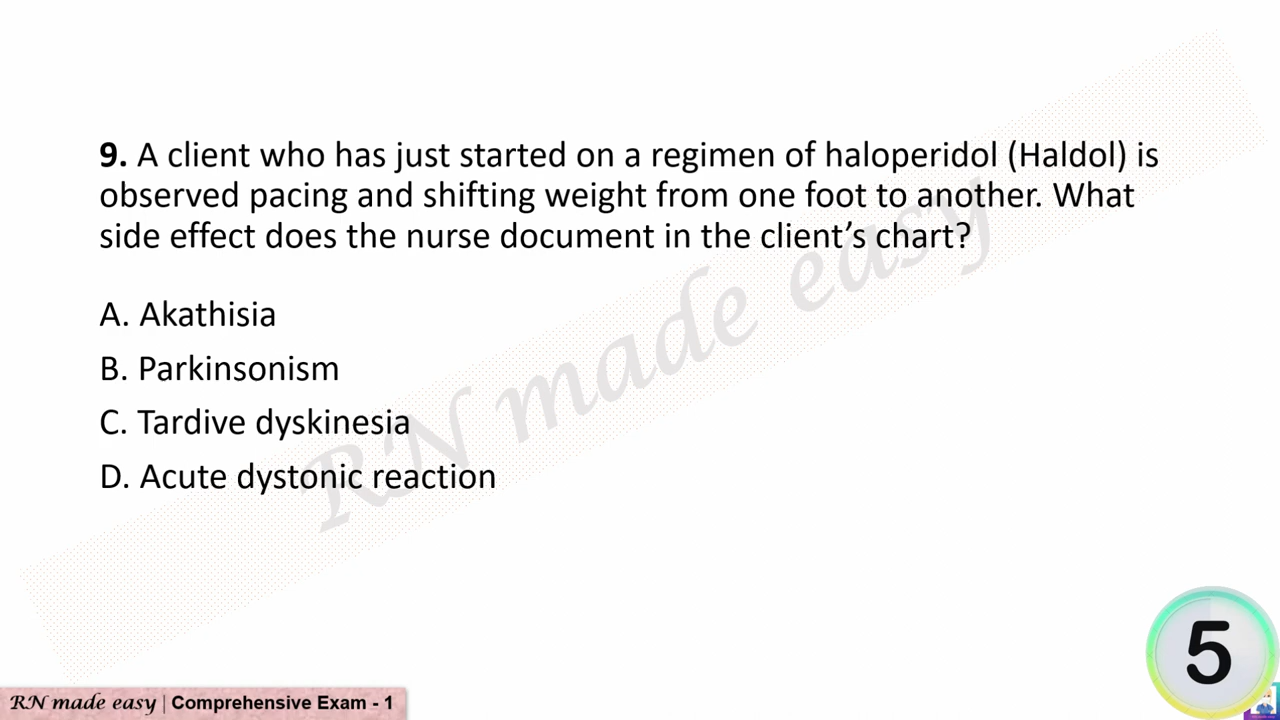 9. A client who has just started on a regimen of haloperidol (Haldol) is
observed pacing and shifting weight from one foot to another. What
side effect does the nurse document in the client’s chart?
A. Akathisia
B. Parkinsonism
C. Tardive dyskinesia
D. Acute dystonic reaction
RN made easy
5
RN made easy | Comprehensive Exam - 1